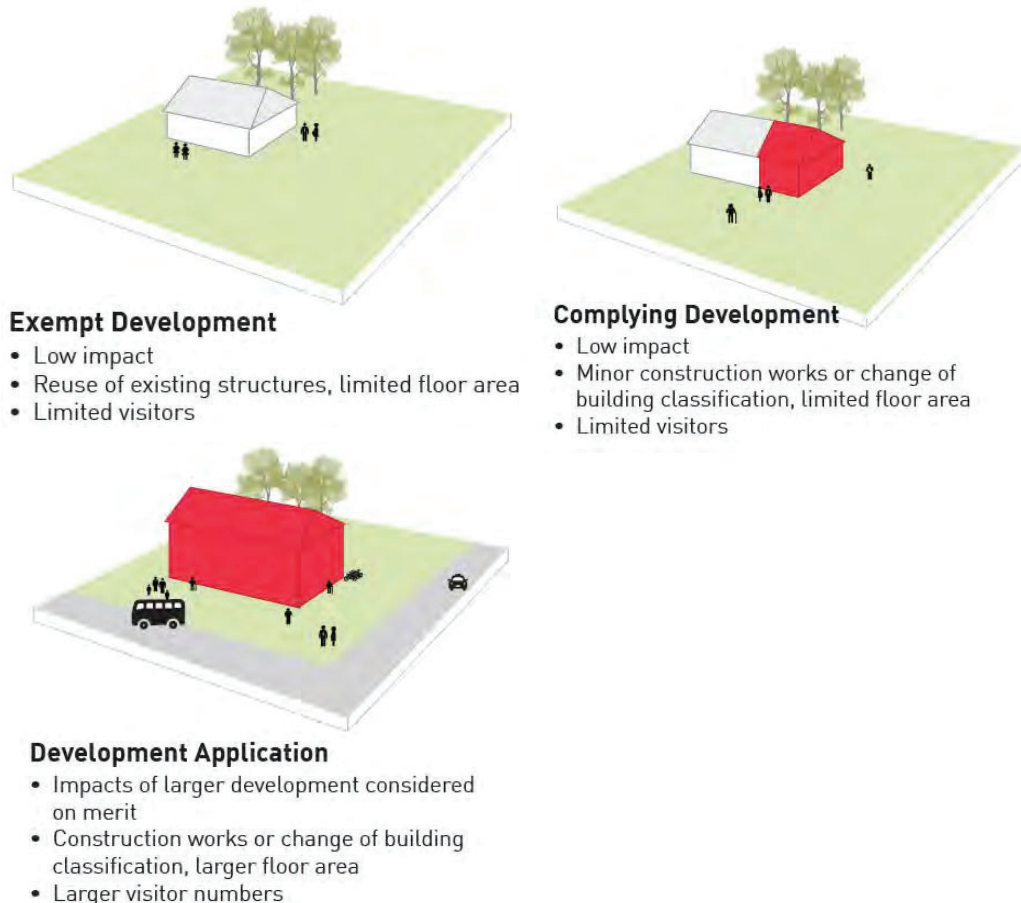 Exempt Development
• Low impact
• Reuse of existing structures, limited floor area
• Limited visitors
Complying Development
• Low impact
• Minor construction works or change of
building classification, limited floor area
• Limited visitors
Development Application
• Impacts of larger development considered
on merit
• Construction works or change of building
classification, larger floor area
• Larger visitor numbers